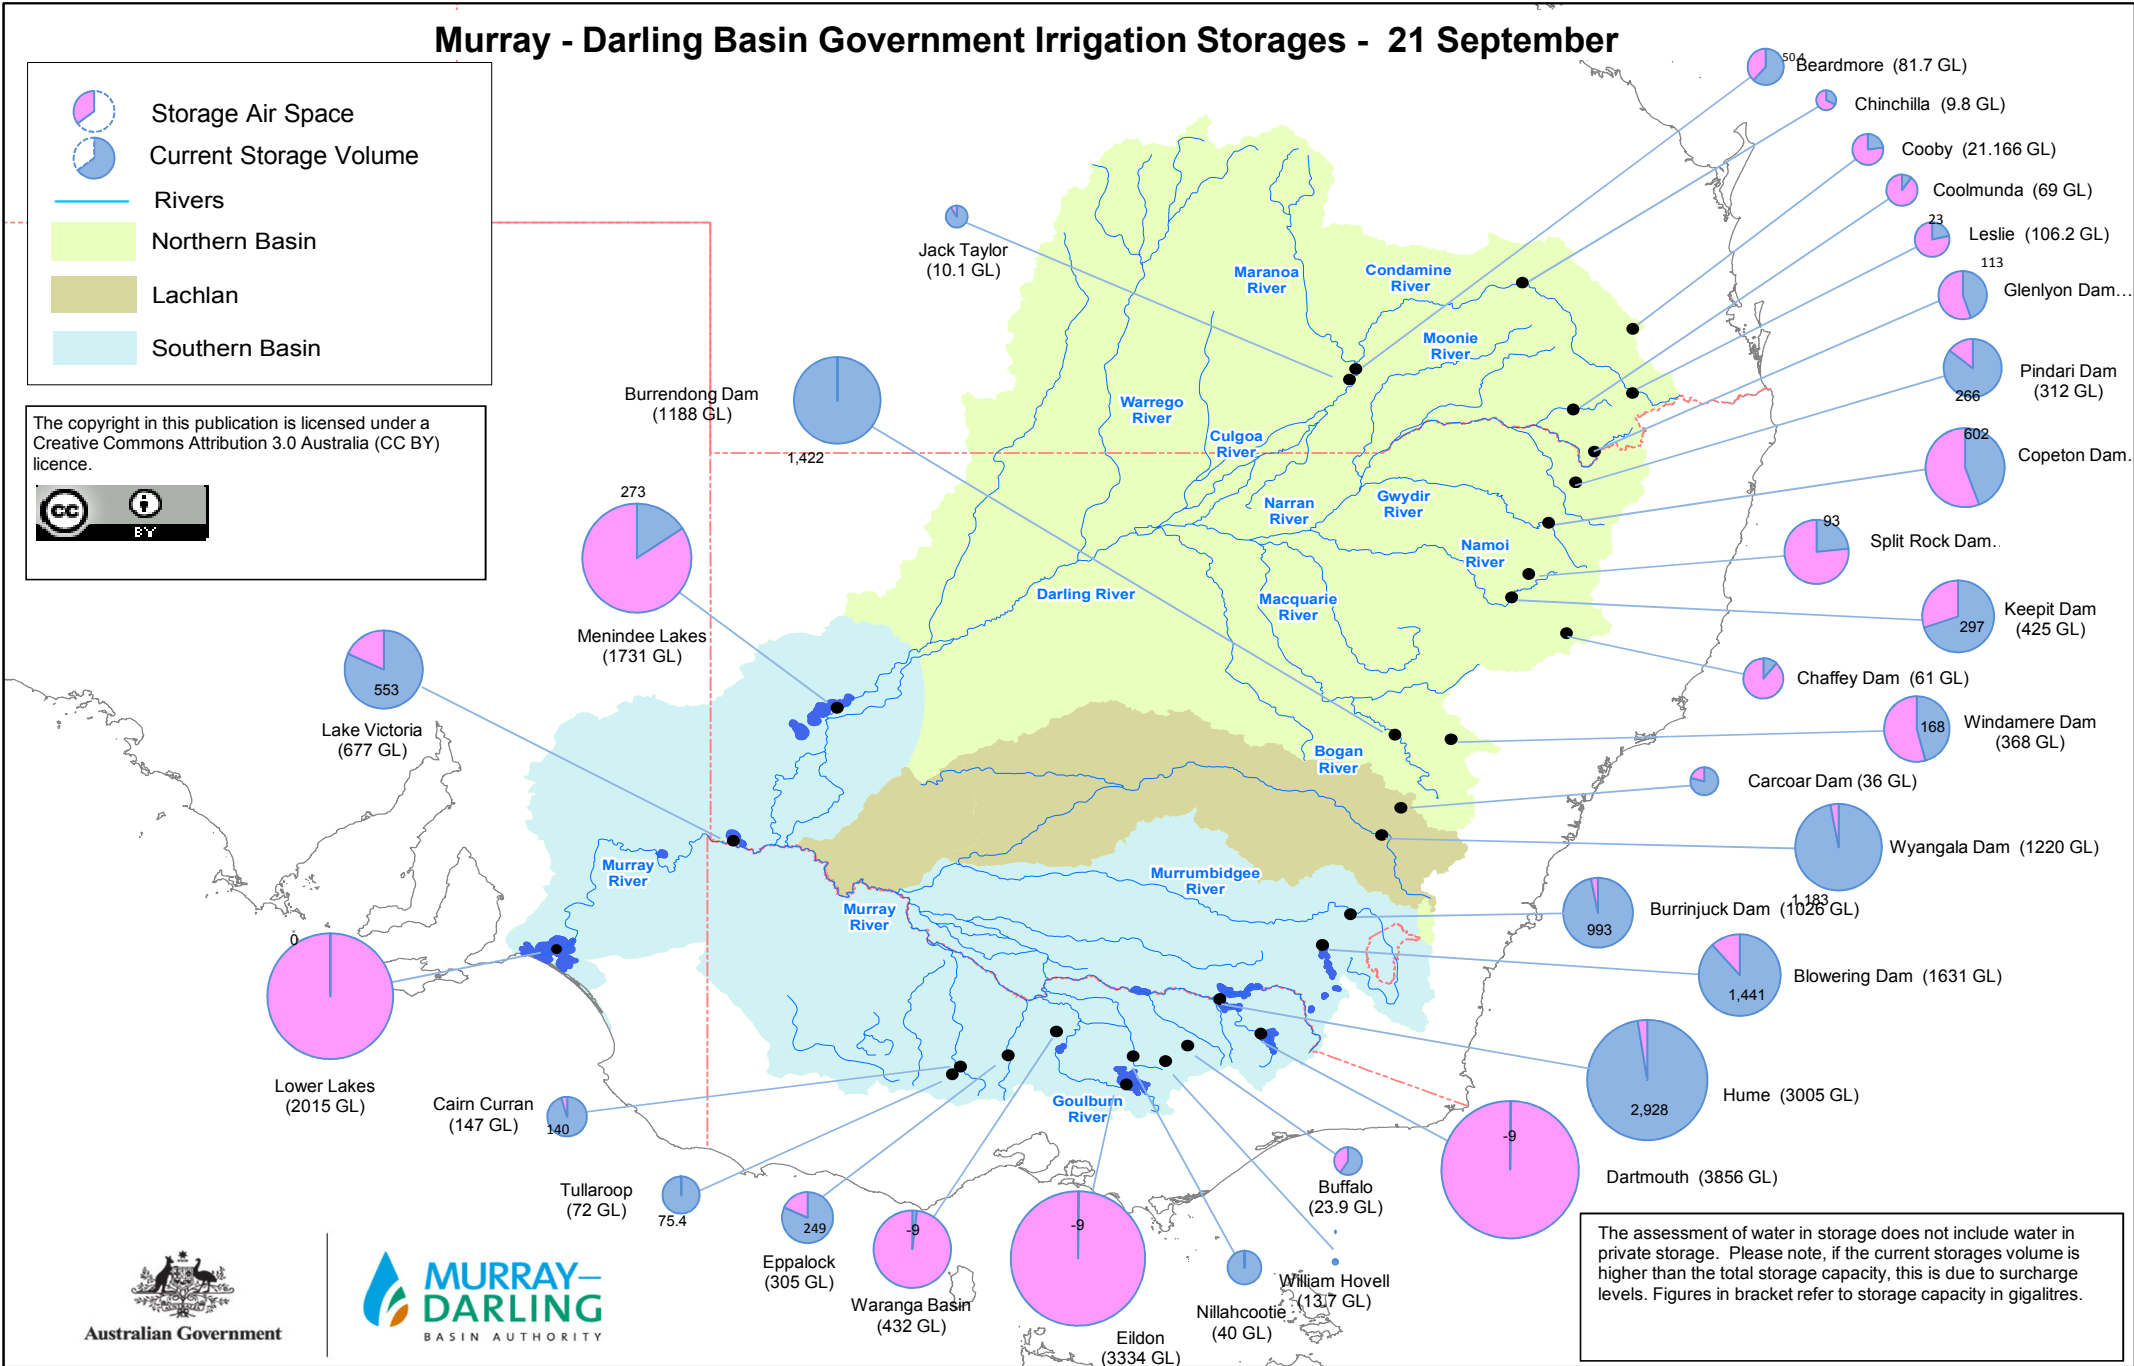 Murray - Darling Basin Government Irrigation Storages - 21 September
Storage Air Space
Current Storage Volume
Rivers
Northern Basin
Lachlan
Southern Basin
The copyright in this publication is licensed under a
Creative Commons Attribution 3.0 Australia (CC BY)
licence.
cc
BY
50.4
Beardmore (81.7 GL)
Chinchilla (9.8 GL)
Cooby (21.166 GL)
Coolmunda (69 GL)
23
Leslie (106.2 GL)
113
Glenlyon Dam...
Pindari Dam
(312 GL)
266
602
Copeton Dam.
93
Split Rock Dam.
Keepit Dam
(425 GL)
297
Chaffey Dam (61 GL)
168
Windamere Dam
(368 GL)
Carcoar Dam (36 GL)
Wyangala Dam (1220 GL)
1,183
Burrinjuck Dam (1026 GL)
993
Blowering Dam (1631 GL)
1,441
Hume (3005 GL)
2,928
-9
Dartmouth (3856 GL)
Jack Taylor
(10.1 GL)
Burrendong Dam
(1188 GL)
1,422
273
Menindee Lakes
(1731 GL)
553
Lake Victoria
(677 GL)
0
Lower Lakes
(2015 GL)
Cairn Curran
(147 GL)
140
Tullaroop
(72 GL)
75.4
Eppalock
(305 GL)
249
-9
Waranga Basin
(432 GL)
-9
Eildon
(3334 GL)
Nillahcootie
(40 GL)
William Hovell
(13.7 GL)
Buffalo
(23.9 GL)
Maranoa
River
Condamine
River
Moonie
River
Warrego
River
Culgoa
River
Narran
River
Gwydir
River
Namoi
River
Darling River
Macquarie
River
Bogan
River
Murray
River
Murrumbidgee
River
Murray
River
Goulburn
River
The assessment of water in storage does not include water in
private storage. Please note, if the current storages volume is
higher than the total storage capacity, this is due to surcharge
levels. Figures in bracket refer to storage capacity in gigalitres.
Australian Government
MURRAY–
DARLING
BASIN AUTHORITY